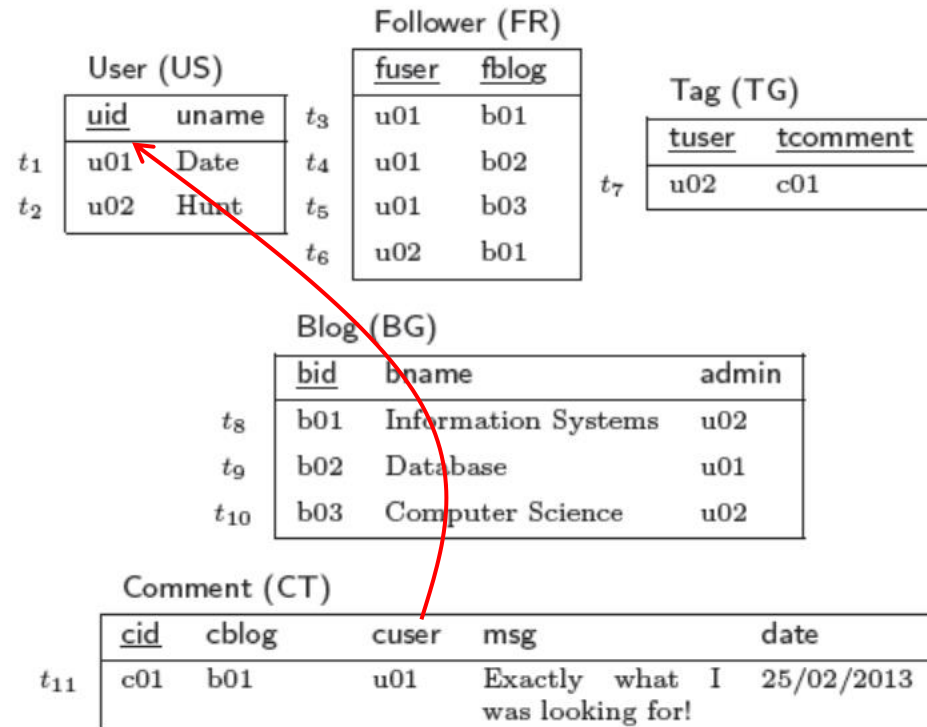 Follower (FR)
User (US)
Tag (TG)
fuser fblog
uid uname
t3 u01 b01
tuser tcomment
t1 u01 Date
t4 u01 b02
t7 u02 c01
t2 u02 Hunt
t5 u01 b03
t6 u02 b01
Blog (BG)
bid bname admin
t8 b01 Information Systems u02
t9 b02 Database u01
t10 b03 Computer Science u02
Comment (CT)
cid cblog cuser msg date
t11 c01 b01 u01 Exactly what I 25/02/2013
was looking for!